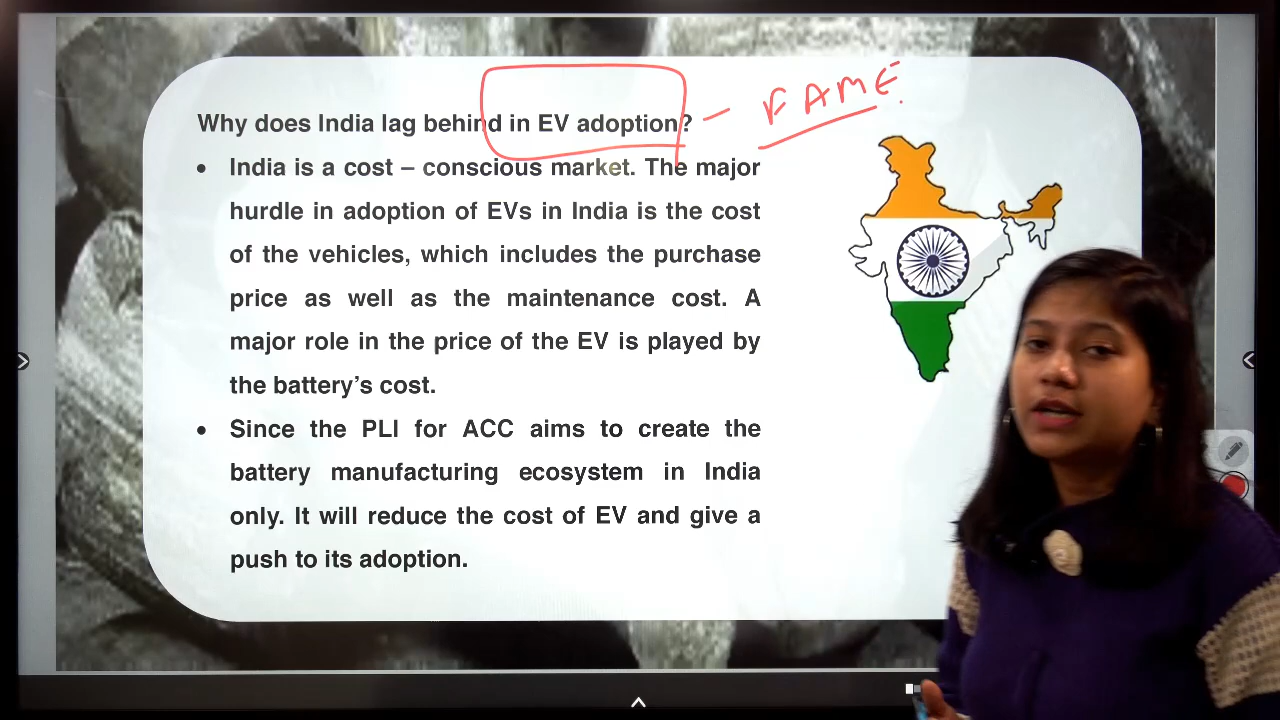 Why does India lag behind in EV adoption? – FAME
• India is a cost – conscious market. The major
hurdle in adoption of EVs in India is the cost
of the vehicles, which includes the purchase
price as well as the maintenance cost. A
major role in the price of the EV is played by
the battery’s cost.
• Since the PLI for ACC aims to create the
battery manufacturing ecosystem in India
only. It will reduce the cost of EV and give a
push to its adoption.